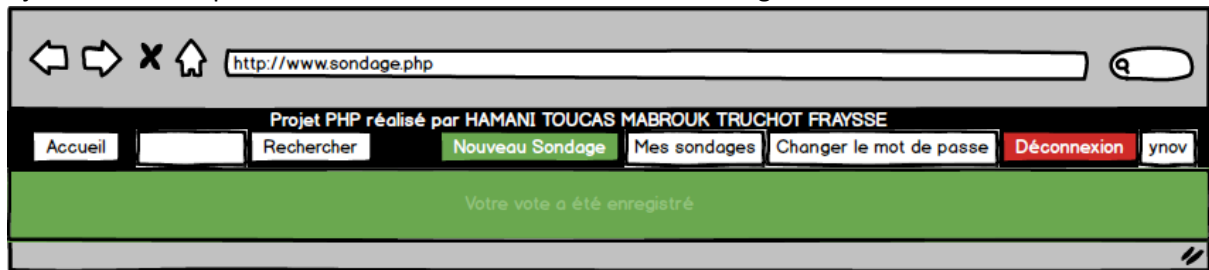 http://www.sondage.php
Projet PHP réalisé par HAMANI TOUCAS MABROUK TRUCHOT FRAYSSE
Accueil Rechercher Nouveau Sondage Mes sondages Changer le mot de passe Déconnexion ynov
Votre vote a été enregistré